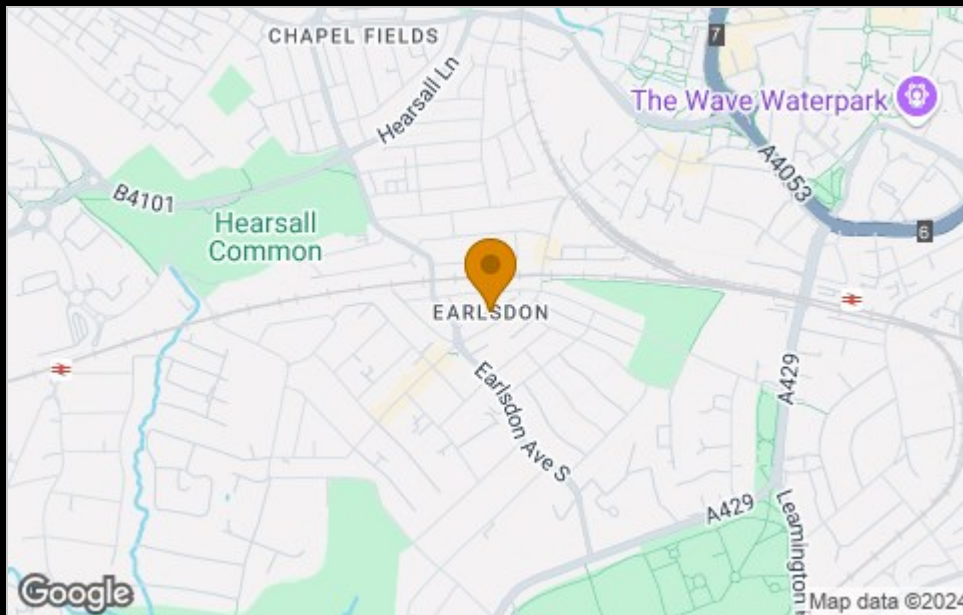 CHAPEL FIELDS
7
Hearsall Ln
The Wave Waterpark
A4053
B4101
Hearsall
Common
6
EARLSDON
A429
Earlsdon Ave S
A429
Leamington
Google
Map data ©2024